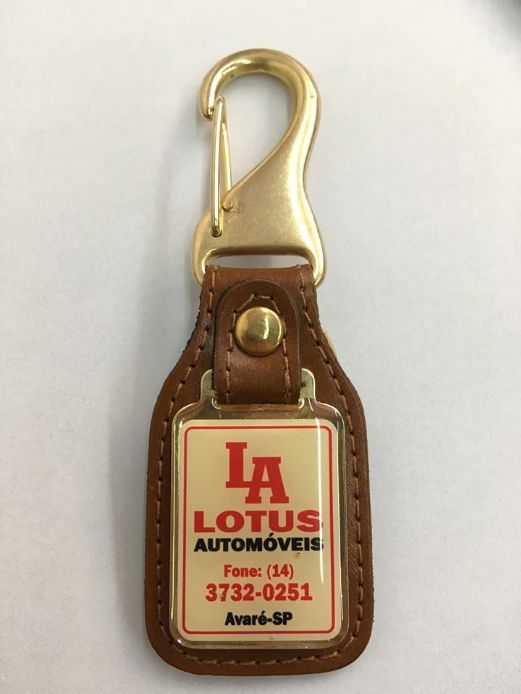 LA
LOTUS
AUTOMÓVEIS
Fone: (14)
3732-0251
Avaré-SP